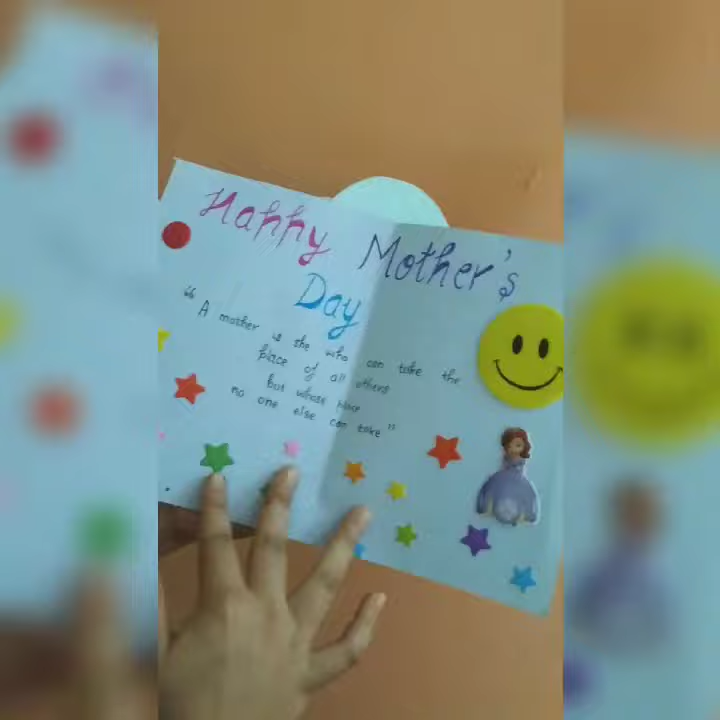 Happy Mother's
Day
" A mother is she who can take the
place of all others
but whose place
no one else can take "